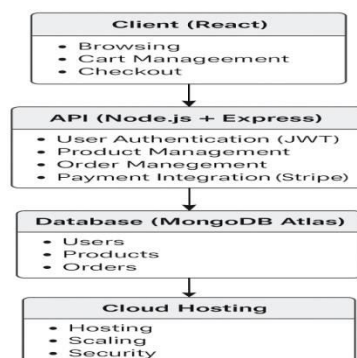 Client (React)
• Browsing
• Cart Manageement
• Checkout
API (Node.js + Express)
• User Authentication (JWT)
• Product Management
• Order Manegement
• Payment Integration (Stripe)
Database (MongoDB Atlas)
• Users
• Products
• Orders
Cloud Hosting
• Hosting
• Scaling
• Security